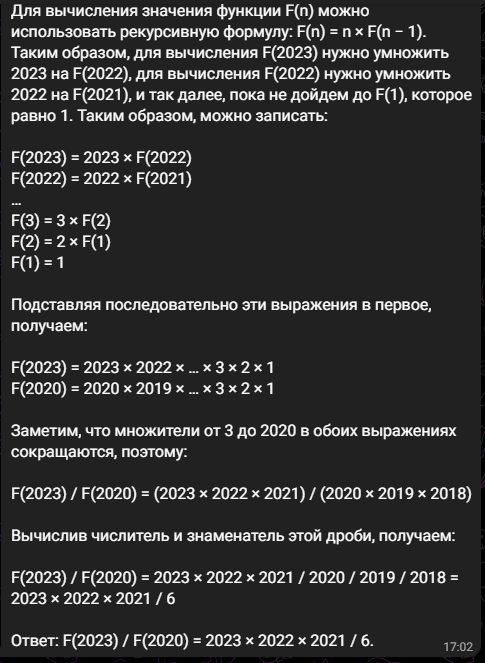 Для вычисления значения функции F(n) можно
использовать рекурсивную формулу: F(n) = n × F(n − 1).
Таким образом, для вычисления F(2023) нужно умножить
2023 на F(2022), для вычисления F(2022) нужно умножить
2022 на F(2021), и так далее, пока не дойдем до F(1), которое
равно 1. Таким образом, можно записать:
F(2023) = 2023 × F(2022)
F(2022) = 2022 × F(2021)
...
F(3) = 3 × F(2)
F(2) = 2 × F(1)
F(1) = 1
Подставляя последовательно эти выражения в первое,
получаем:
F(2023) = 2023 × 2022 × ... × 3 × 2 × 1
F(2020) = 2020 × 2019 × ... × 3 × 2 × 1
Заметим, что множители от 3 до 2020 в обоих выражениях
сокращаются, поэтому:
F(2023) / F(2020) = (2023 × 2022 × 2021) / (2020 × 2019 × 2018)
Вычислив числитель и знаменатель этой дроби, получаем:
F(2023) / F(2020) = 2023 × 2022 × 2021 / 2020 / 2019 / 2018 =
2023 × 2022 × 2021 / 6
Ответ: F(2023) / F(2020) = 2023 × 2022 × 2021 / 6.
17:02